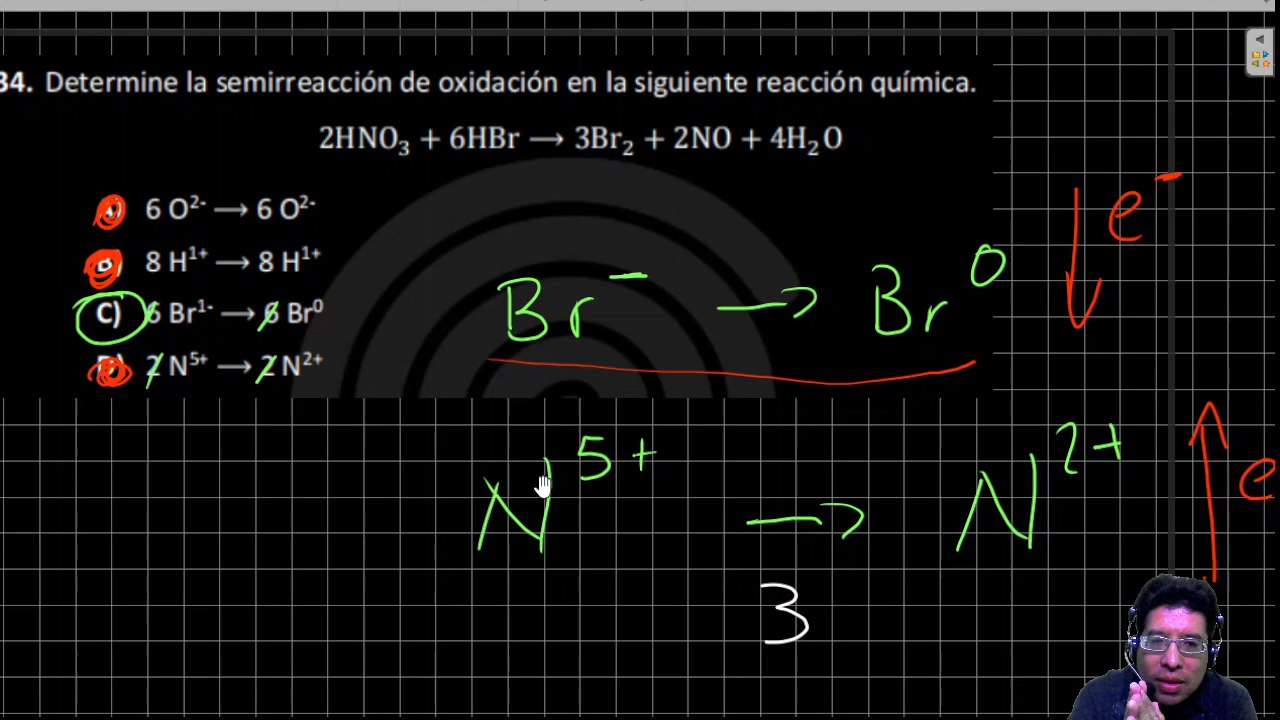 34. Determine la semirreacción de oxidación en la siguiente reacción química.
2HNO₃ + 6HBr ⟶ 3Br₂ + 2NO + 4H₂O
6 O²⁻ ⟶ 6 O²⁻
8 H¹⁺ ⟶ 8 H¹⁺
C) 6 Br¹⁻ ⟶ 6 Br⁰
2 N⁵⁺ ⟶ 2 N²⁺
Br⁻ → Br⁰
↓ e⁻
N⁵⁺ → N²⁺
↑ e
3